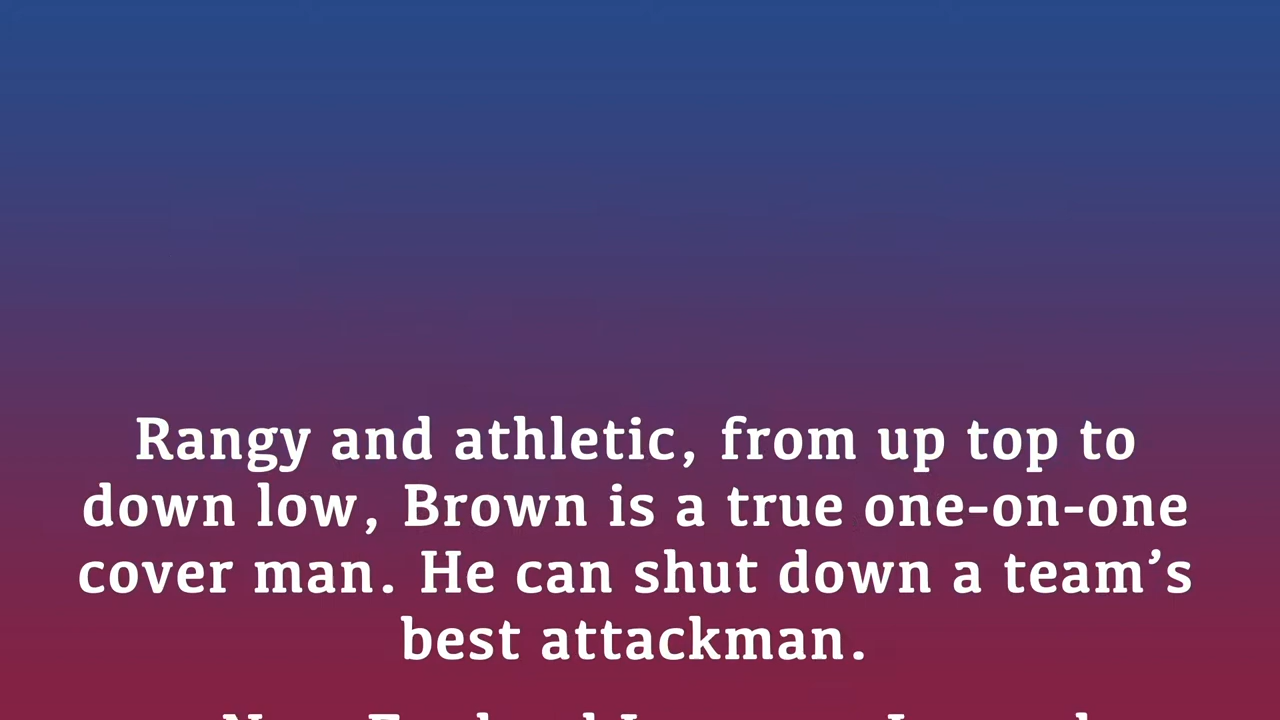 Rangy and athletic, from up top to
down low, Brown is a true one-on-one
cover man. He can shut down a team’s
best attackman.